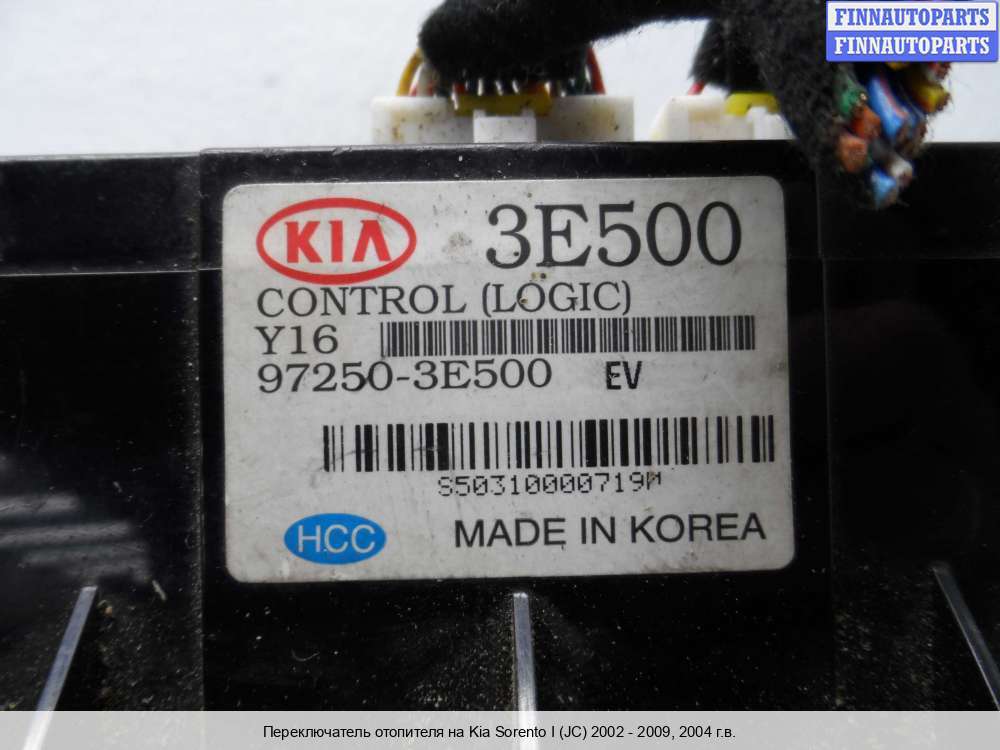 FINNAUTOPARTS
FINNAUTOPARTS
KIA 3E500
CONTROL (LOGIC)
Y16
97250-3E500 EV
S50310000719M
HCC MADE IN KOREA
Переключатель отопителя на Kia Sorento I (JC) 2002 - 2009, 2004 г.в.